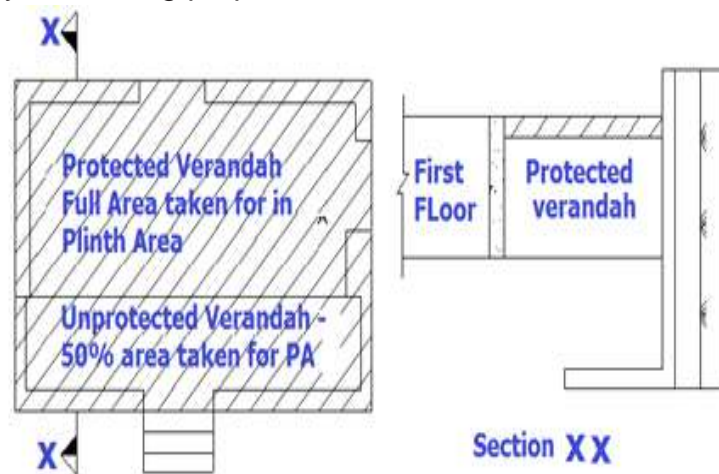 X
Protected Verandah
Full Area taken for in
Plinth Area
Unprotected Verandah -
50% area taken for PA
X
First
FLoor
Protected
verandah
Section X X